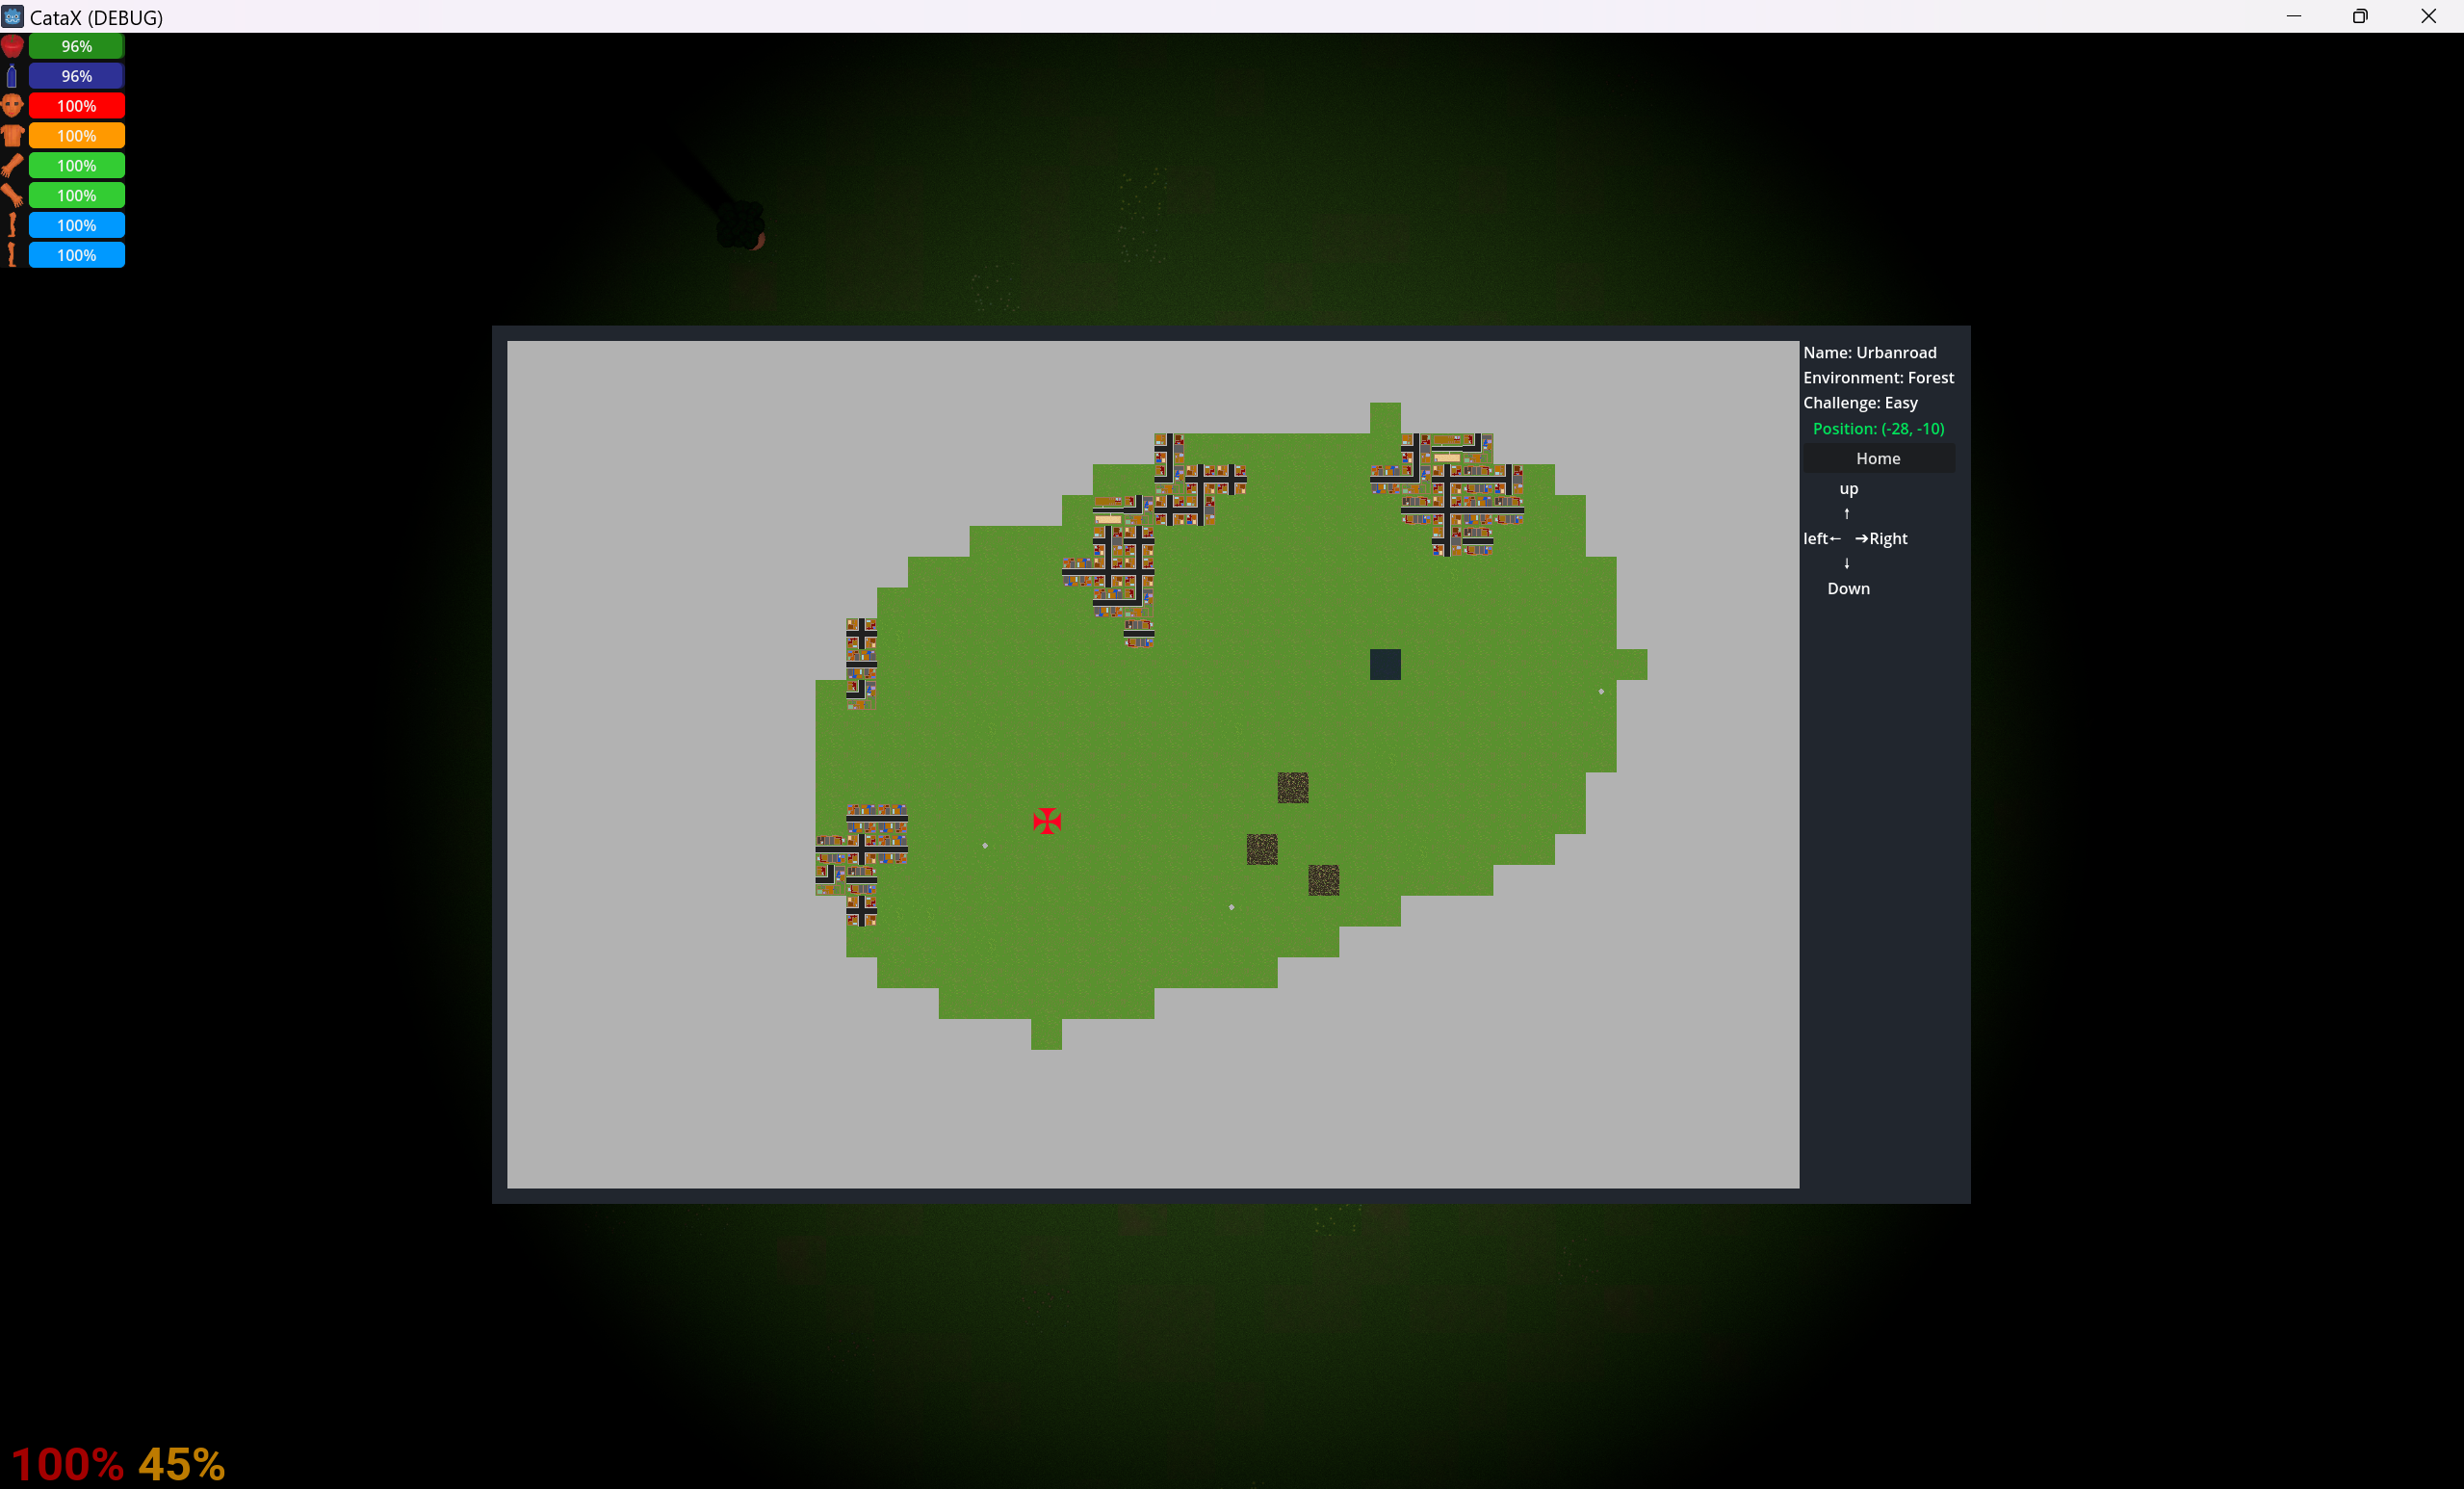 CataX (DEBUG)
96%
96%
100%
100%
100%
100%
100%
100%
Name: Urbanroad
Environment: Forest
Challenge: Easy
Position: (-28, -10)
Home
up
↑
left← →Right
↓
Down
100% 45%